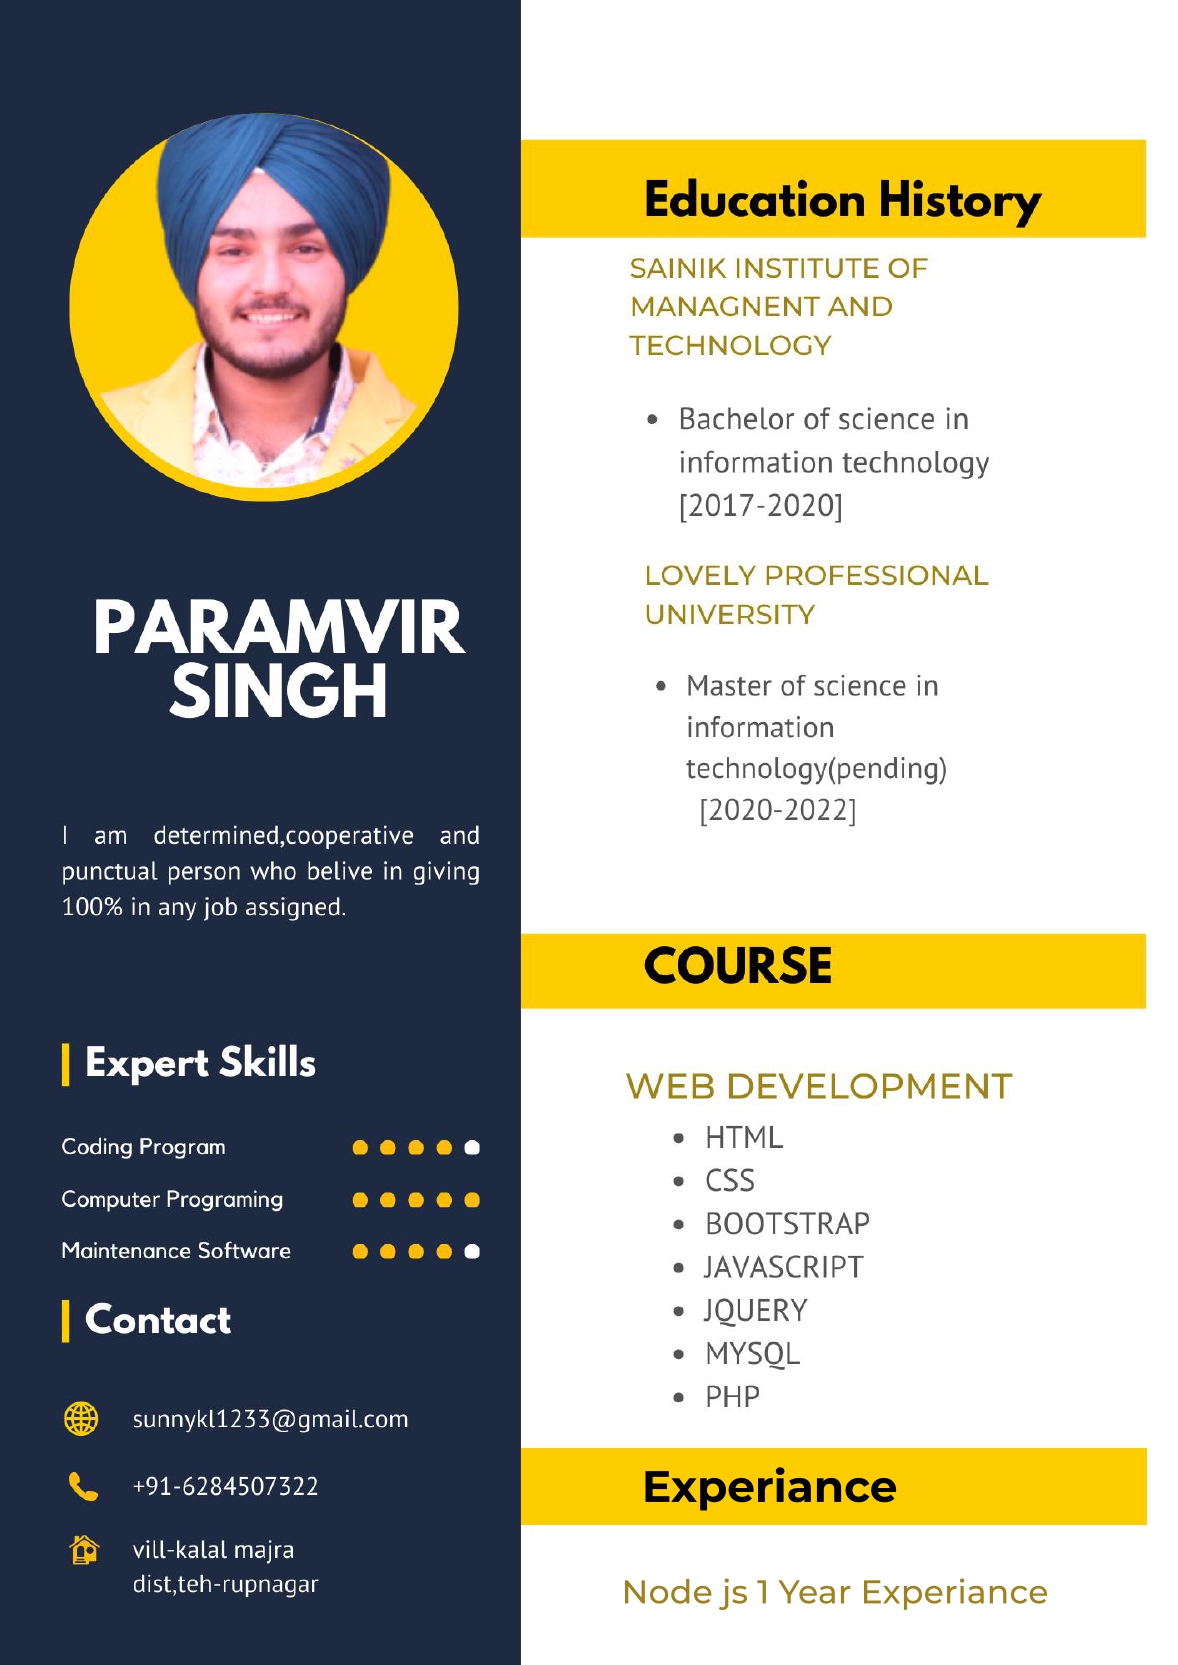 PARAMVIR
SINGH
I am determined,cooperative and
punctual person who belive in giving
100% in any job assigned.
Expert Skills
Coding Program
Computer Programing
Maintenance Software
Contact
sunnykl1233@gmail.com
+91-6284507322
vill-kalal majra
dist,teh-rupnagar
Education History
SAINIK INSTITUTE OF
MANAGNENT AND
TECHNOLOGY
• Bachelor of science in
information technology
[2017-2020]
LOVELY PROFESSIONAL
UNIVERSITY
• Master of science in
information
technology(pending)
[2020-2022]
COURSE
WEB DEVELOPMENT
• HTML
• CSS
• BOOTSTRAP
• JAVASCRIPT
• JQUERY
• MYSQL
• PHP
Experiance
Node js 1 Year Experiance